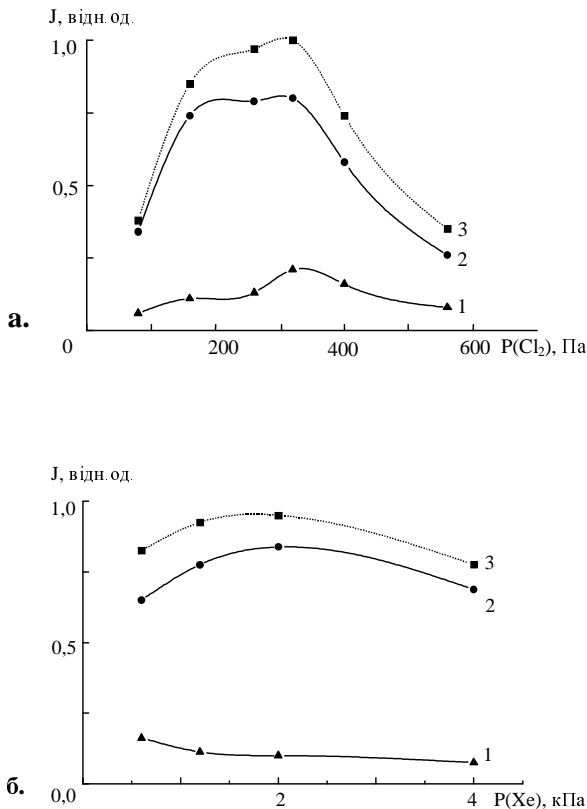 J, відн.од.
1,0
0,5
3
2
1
а.
0
200
400
600
P(Cl₂), Па
J, відн.од.
1,0
0,5
3
2
1
б.
0,0
2
4
P(Xe), кПа